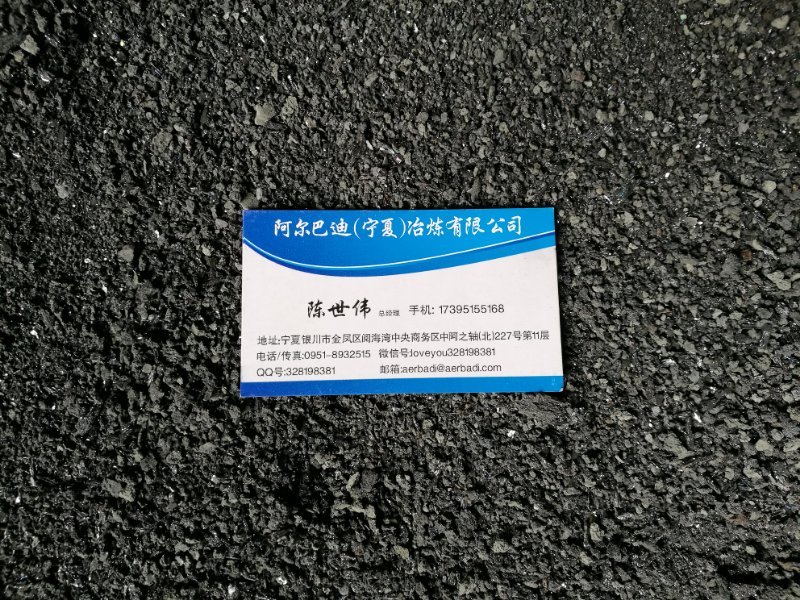 阿尔巴迪(宁夏)冶炼有限公司
陈世伟 总经理 手机: 17395155168
地址:宁夏银川市金凤区阅海湾中央商务区中阿之轴(北)227号第11层
电话/传真:0951-8932515 微信号:loveyou328198381
QQ号:328198381 邮箱:aerbadi@aerbadi.com